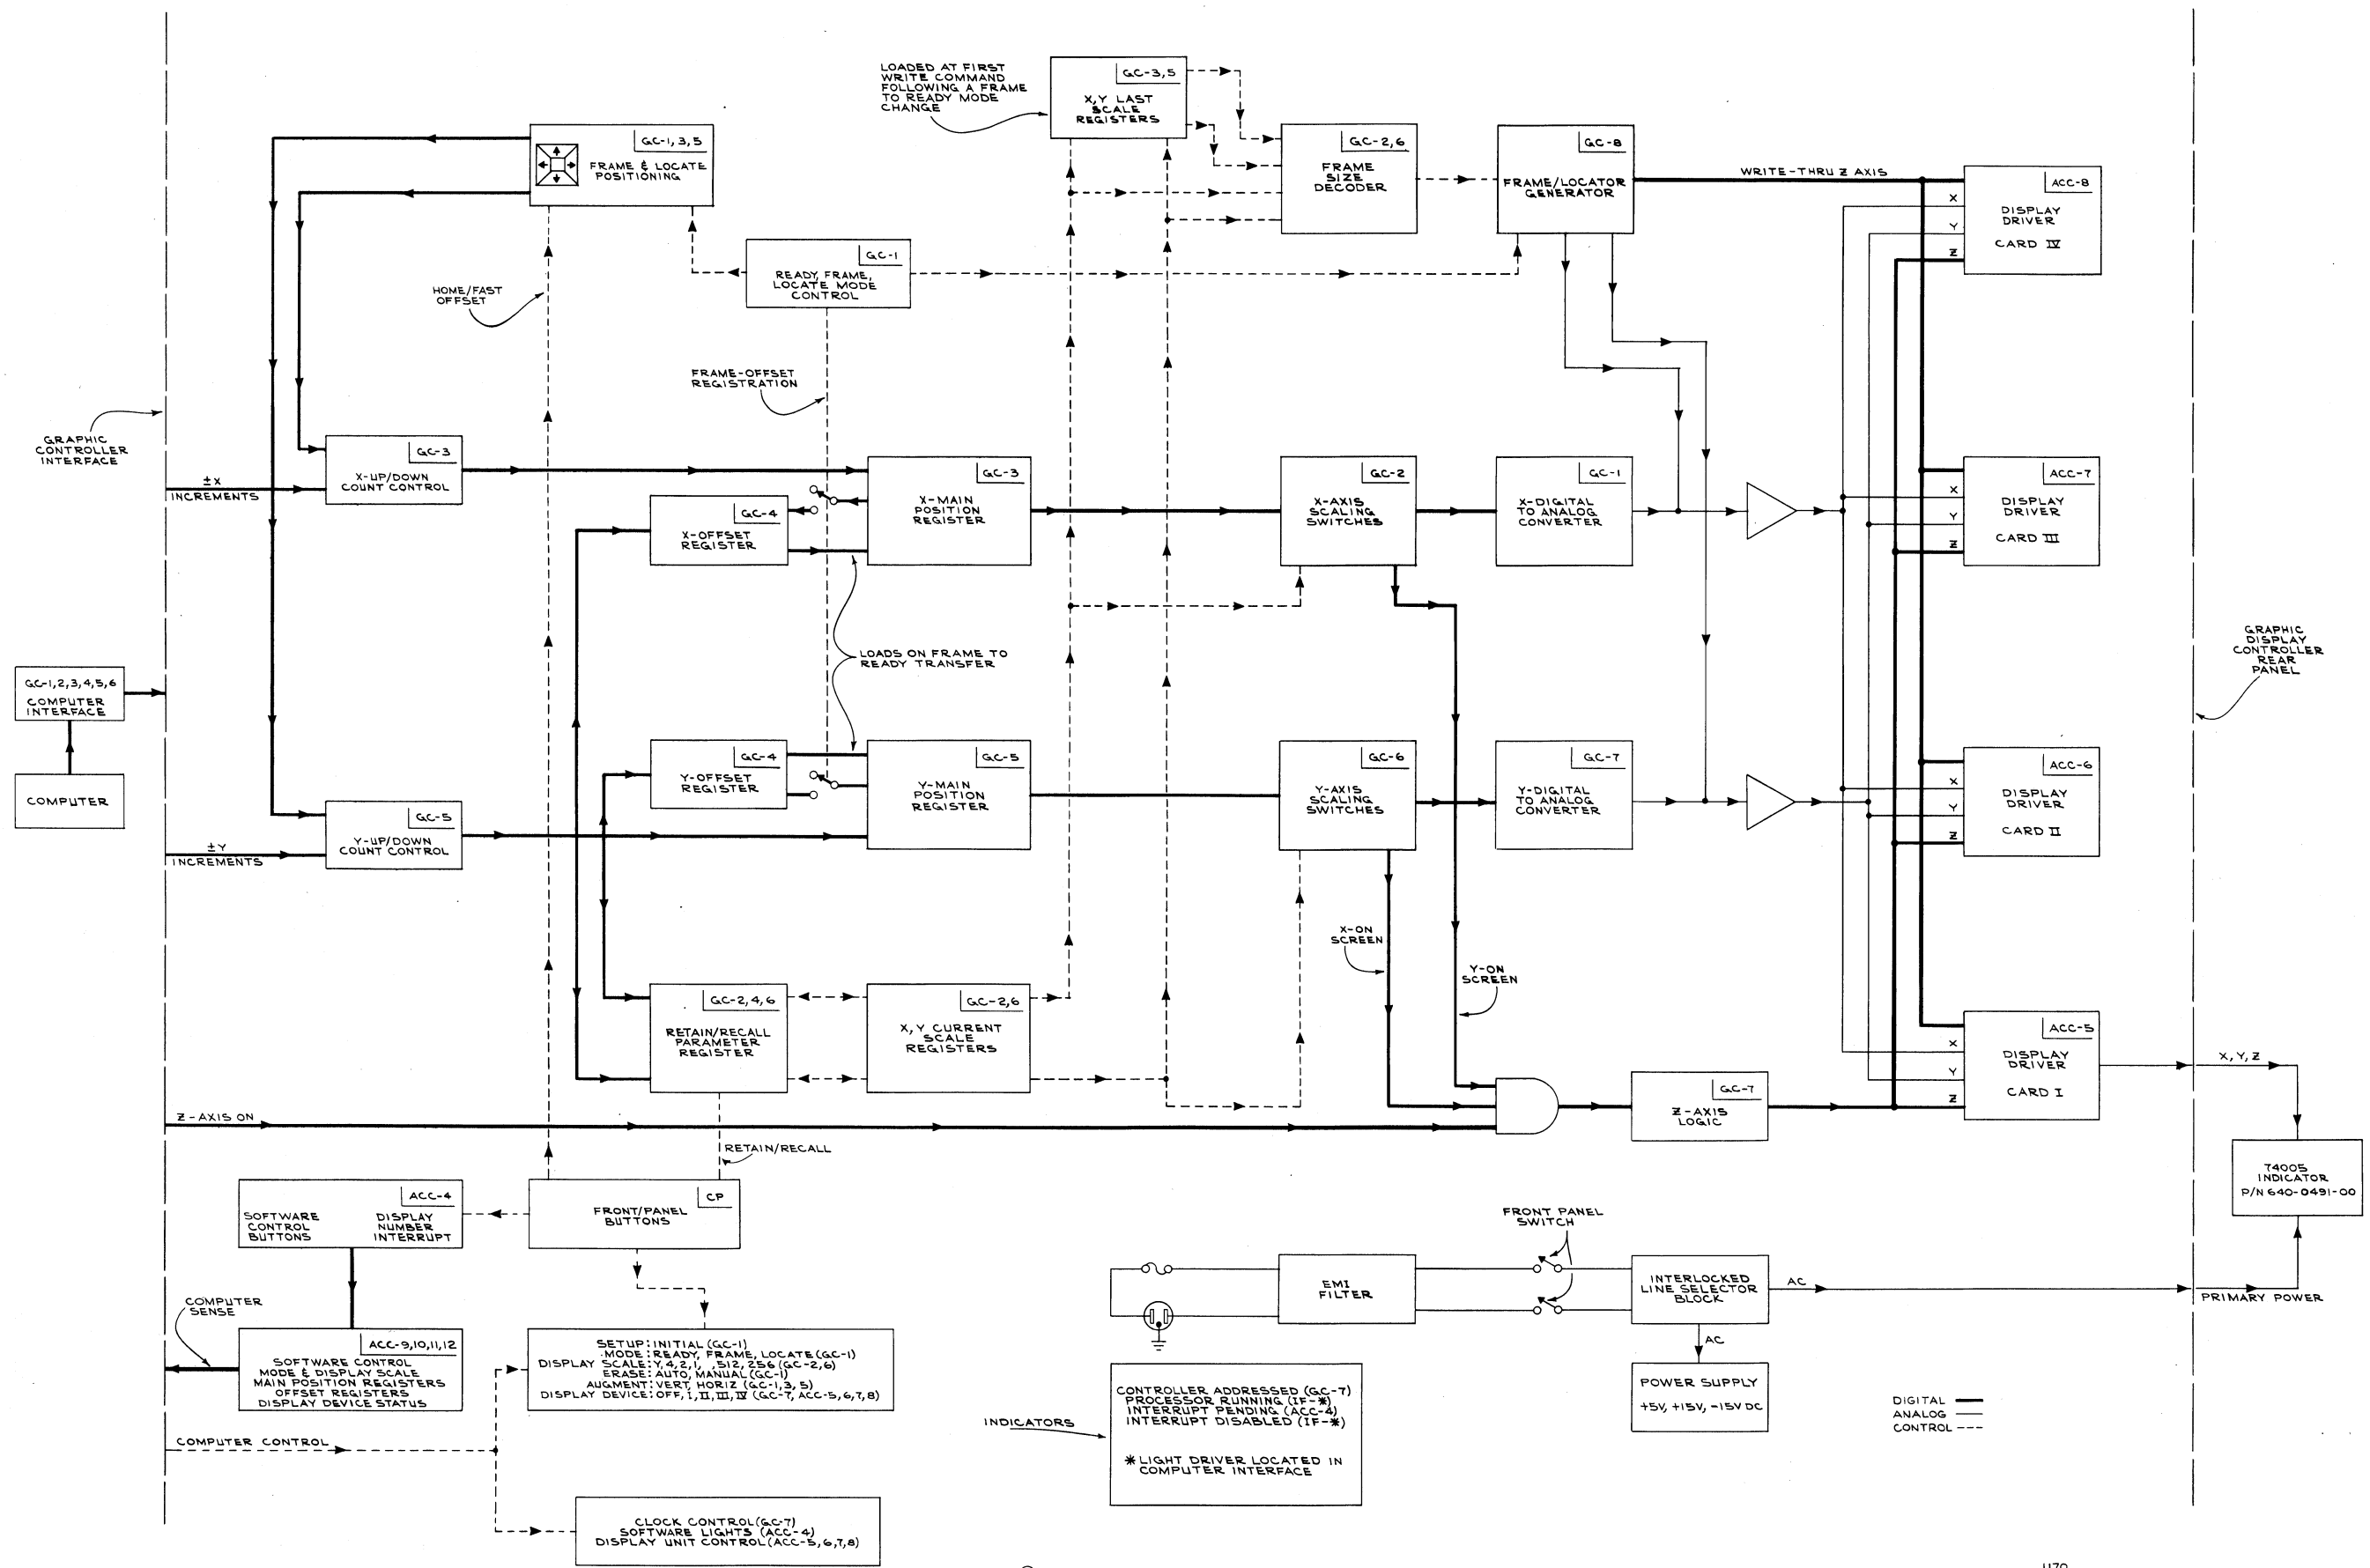 LOADED AT FIRST
WRITE COMMAND
FOLLOWING A FRAME
TO READY MODE
CHANGE
GC-3,5
X,Y LAST
SCALE
REGISTERS
GC-1,3,5
FRAME & LOCATE
POSITIONING
GC-2,6
FRAME
SIZE
DECODER
GC-8
FRAME/LOCATOR
GENERATOR
WRITE-THRU Z AXIS
ACC-8
X
Y
Z
DISPLAY
DRIVER
CARD IV
GC-1
READY, FRAME,
LOCATE MODE
CONTROL
HOME/FAST
OFFSET
FRAME-OFFSET
REGISTRATION
GRAPHIC
CONTROLLER
INTERFACE
±X
INCREMENTS
GC-3
X-UP/DOWN
COUNT CONTROL
GC-4
X-OFFSET
REGISTER
GC-3
X-MAIN
POSITION
REGISTER
GC-2
X-AXIS
SCALING
SWITCHES
GC-1
X-DIGITAL
TO ANALOG
CONVERTER
ACC-7
X
Y
Z
DISPLAY
DRIVER
CARD III
LOADS ON FRAME TO
READY TRANSFER
GRAPHIC
DISPLAY
CONTROLLER
REAR
PANEL
GC-1,2,3,4,5,6
COMPUTER
INTERFACE
COMPUTER
±Y
INCREMENTS
GC-5
Y-UP/DOWN
COUNT CONTROL
GC-4
Y-OFFSET
REGISTER
GC-5
Y-MAIN
POSITION
REGISTER
GC-6
Y-AXIS
SCALING
SWITCHES
GC-7
Y-DIGITAL
TO ANALOG
CONVERTER
ACC-6
X
Y
Z
DISPLAY
DRIVER
CARD II
X-ON
SCREEN
Y-ON
SCREEN
GC-2,4,6
RETAIN/RECALL
PARAMETER
REGISTER
GC-2,6
X,Y CURRENT
SCALE
REGISTERS
ACC-5
X
Y
Z
DISPLAY
DRIVER
CARD I
X,Y,Z
Z-AXIS ON
GC-7
Z-AXIS
LOGIC
RETAIN/RECALL
74005
INDICATOR
P/N 640-0491-00
ACC-4
SOFTWARE
CONTROL
BUTTONS
DISPLAY
NUMBER
INTERRUPT
CP
FRONT/PANEL
BUTTONS
FRONT PANEL
SWITCH
EMI
FILTER
INTERLOCKED
LINE SELECTOR
BLOCK
AC
PRIMARY POWER
AC
POWER SUPPLY
+5V, +15V, -15V DC
COMPUTER
SENSE
ACC-9,10,11,12
SOFTWARE CONTROL
MODE & DISPLAY SCALE
MAIN POSITION REGISTERS
OFFSET REGISTERS
DISPLAY DEVICE STATUS
SETUP: INITIAL (GC-1)
MODE: READY, FRAME, LOCATE (GC-1)
DISPLAY SCALE: Y,4,2,1, .512,256 (GC-2,6)
ERASE: AUTO, MANUAL (GC-1)
AUGMENT: VERT, HORIZ (GC-1,3,5)
DISPLAY DEVICE: OFF, I, II, III, IV (GC-7, ACC-5,6,7,8)
INDICATORS
CONTROLLER ADDRESSED (GC-7)
PROCESSOR RUNNING (IF-*)
INTERRUPT PENDING (ACC-4)
INTERRUPT DISABLED (IF-*)
* LIGHT DRIVER LOCATED IN
COMPUTER INTERFACE
DIGITAL
ANALOG
CONTROL
COMPUTER CONTROL
CLOCK CONTROL (GC-7)
SOFTWARE LIGHTS (ACC-4)
DISPLAY UNIT CONTROL (ACC-5,6,7,8)